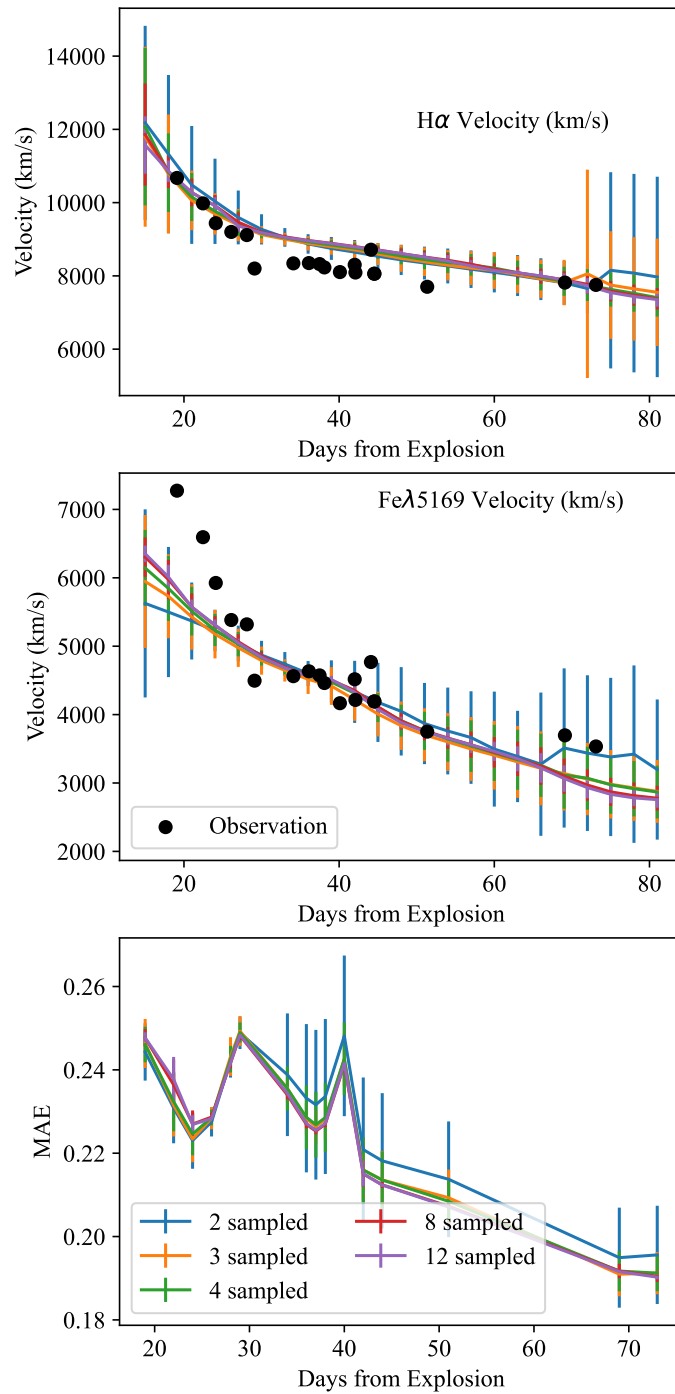 14000
12000
10000
8000
6000
Velocity (km/s)
Hα Velocity (km/s)
20
40
60
80
Days from Explosion
7000
6000
5000
4000
3000
2000
Velocity (km/s)
Feλ5169 Velocity (km/s)
Observation
20
40
60
80
Days from Explosion
0.26
0.24
0.22
0.20
0.18
MAE
2 sampled
3 sampled
4 sampled
8 sampled
12 sampled
20
30
40
50
60
70
Days from Explosion